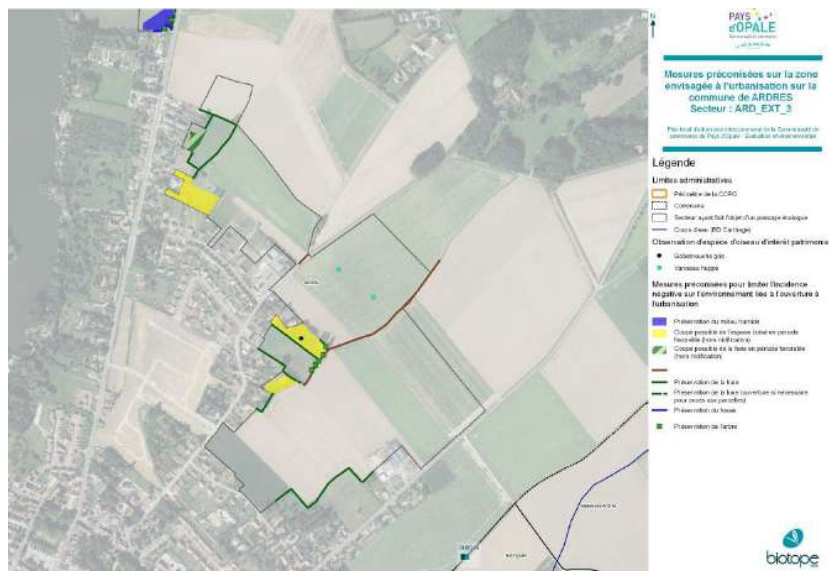 PAYS
d'OPALE
N
Mesures préconisées sur la zone
envisagée à l'urbanisation sur la
commune de ARDRES
Secteur : ARD_EXT_3
Légende
Limites administratives
Périmètre de la CCPO
Communes
Secteur ayant fait l'objet d'un passage écologue
Cours d'eau (BD Carthage)
Observation d'espèce d'oiseau d'intérêt patrimonia
Gobemouche gris
Vanneau huppé
Mesures préconisées pour limiter l'incidence
négative sur l'environnement liée à l'ouverture à
l'urbanisation
Préservation du milieu humide
Coupe possible de l'espace boisé en période
favorable (hors nidification)
Coupe possible de la haie en période favorable
(hors nidification)
Préservation de la haie
Préservation de la haie (ouverture si nécessaire
pour accès aux parcelles)
Préservation du fossé
Préservation de l'arbre
biotope